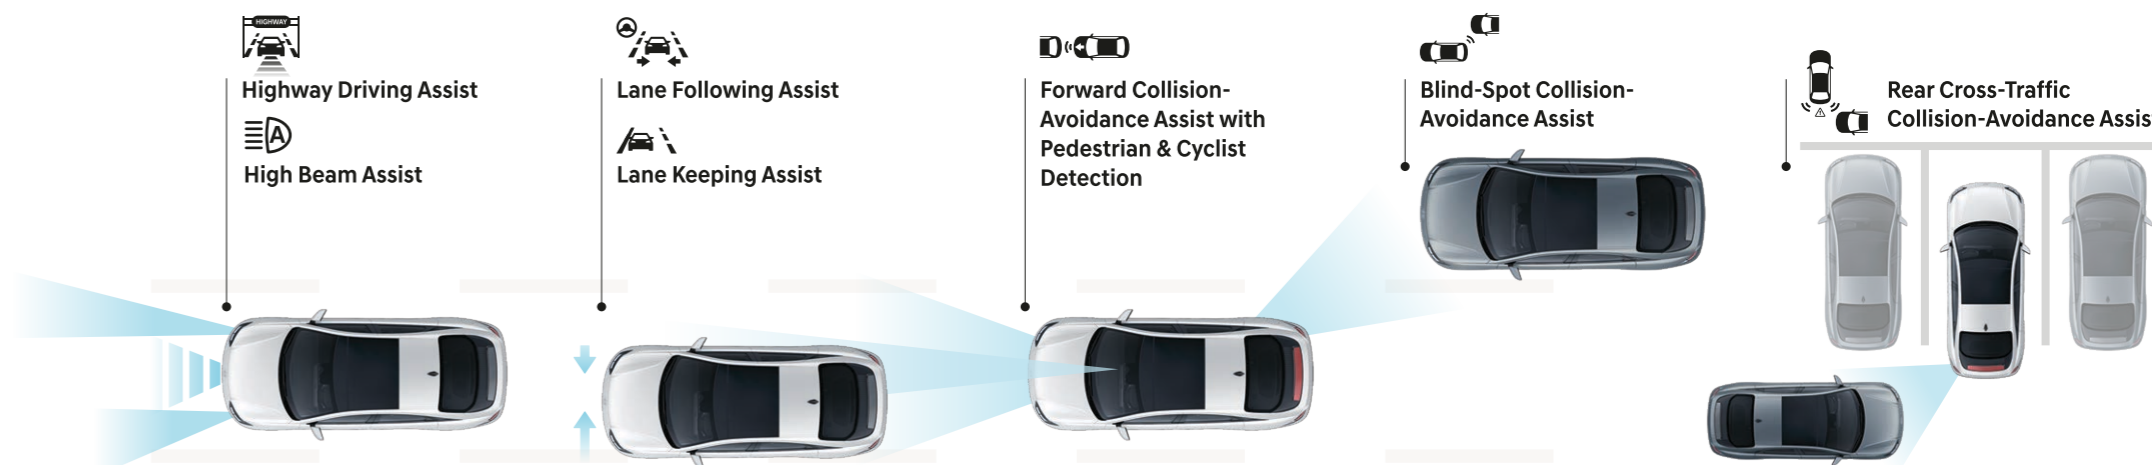 HIGHWAY
Highway Driving Assist
A
High Beam Assist
Lane Following Assist
Lane Keeping Assist
Forward Collision-
Avoidance Assist with
Pedestrian & Cyclist
Detection
Blind-Spot Collision-
Avoidance Assist
Rear Cross-Traffic
Collision-Avoidance Assis